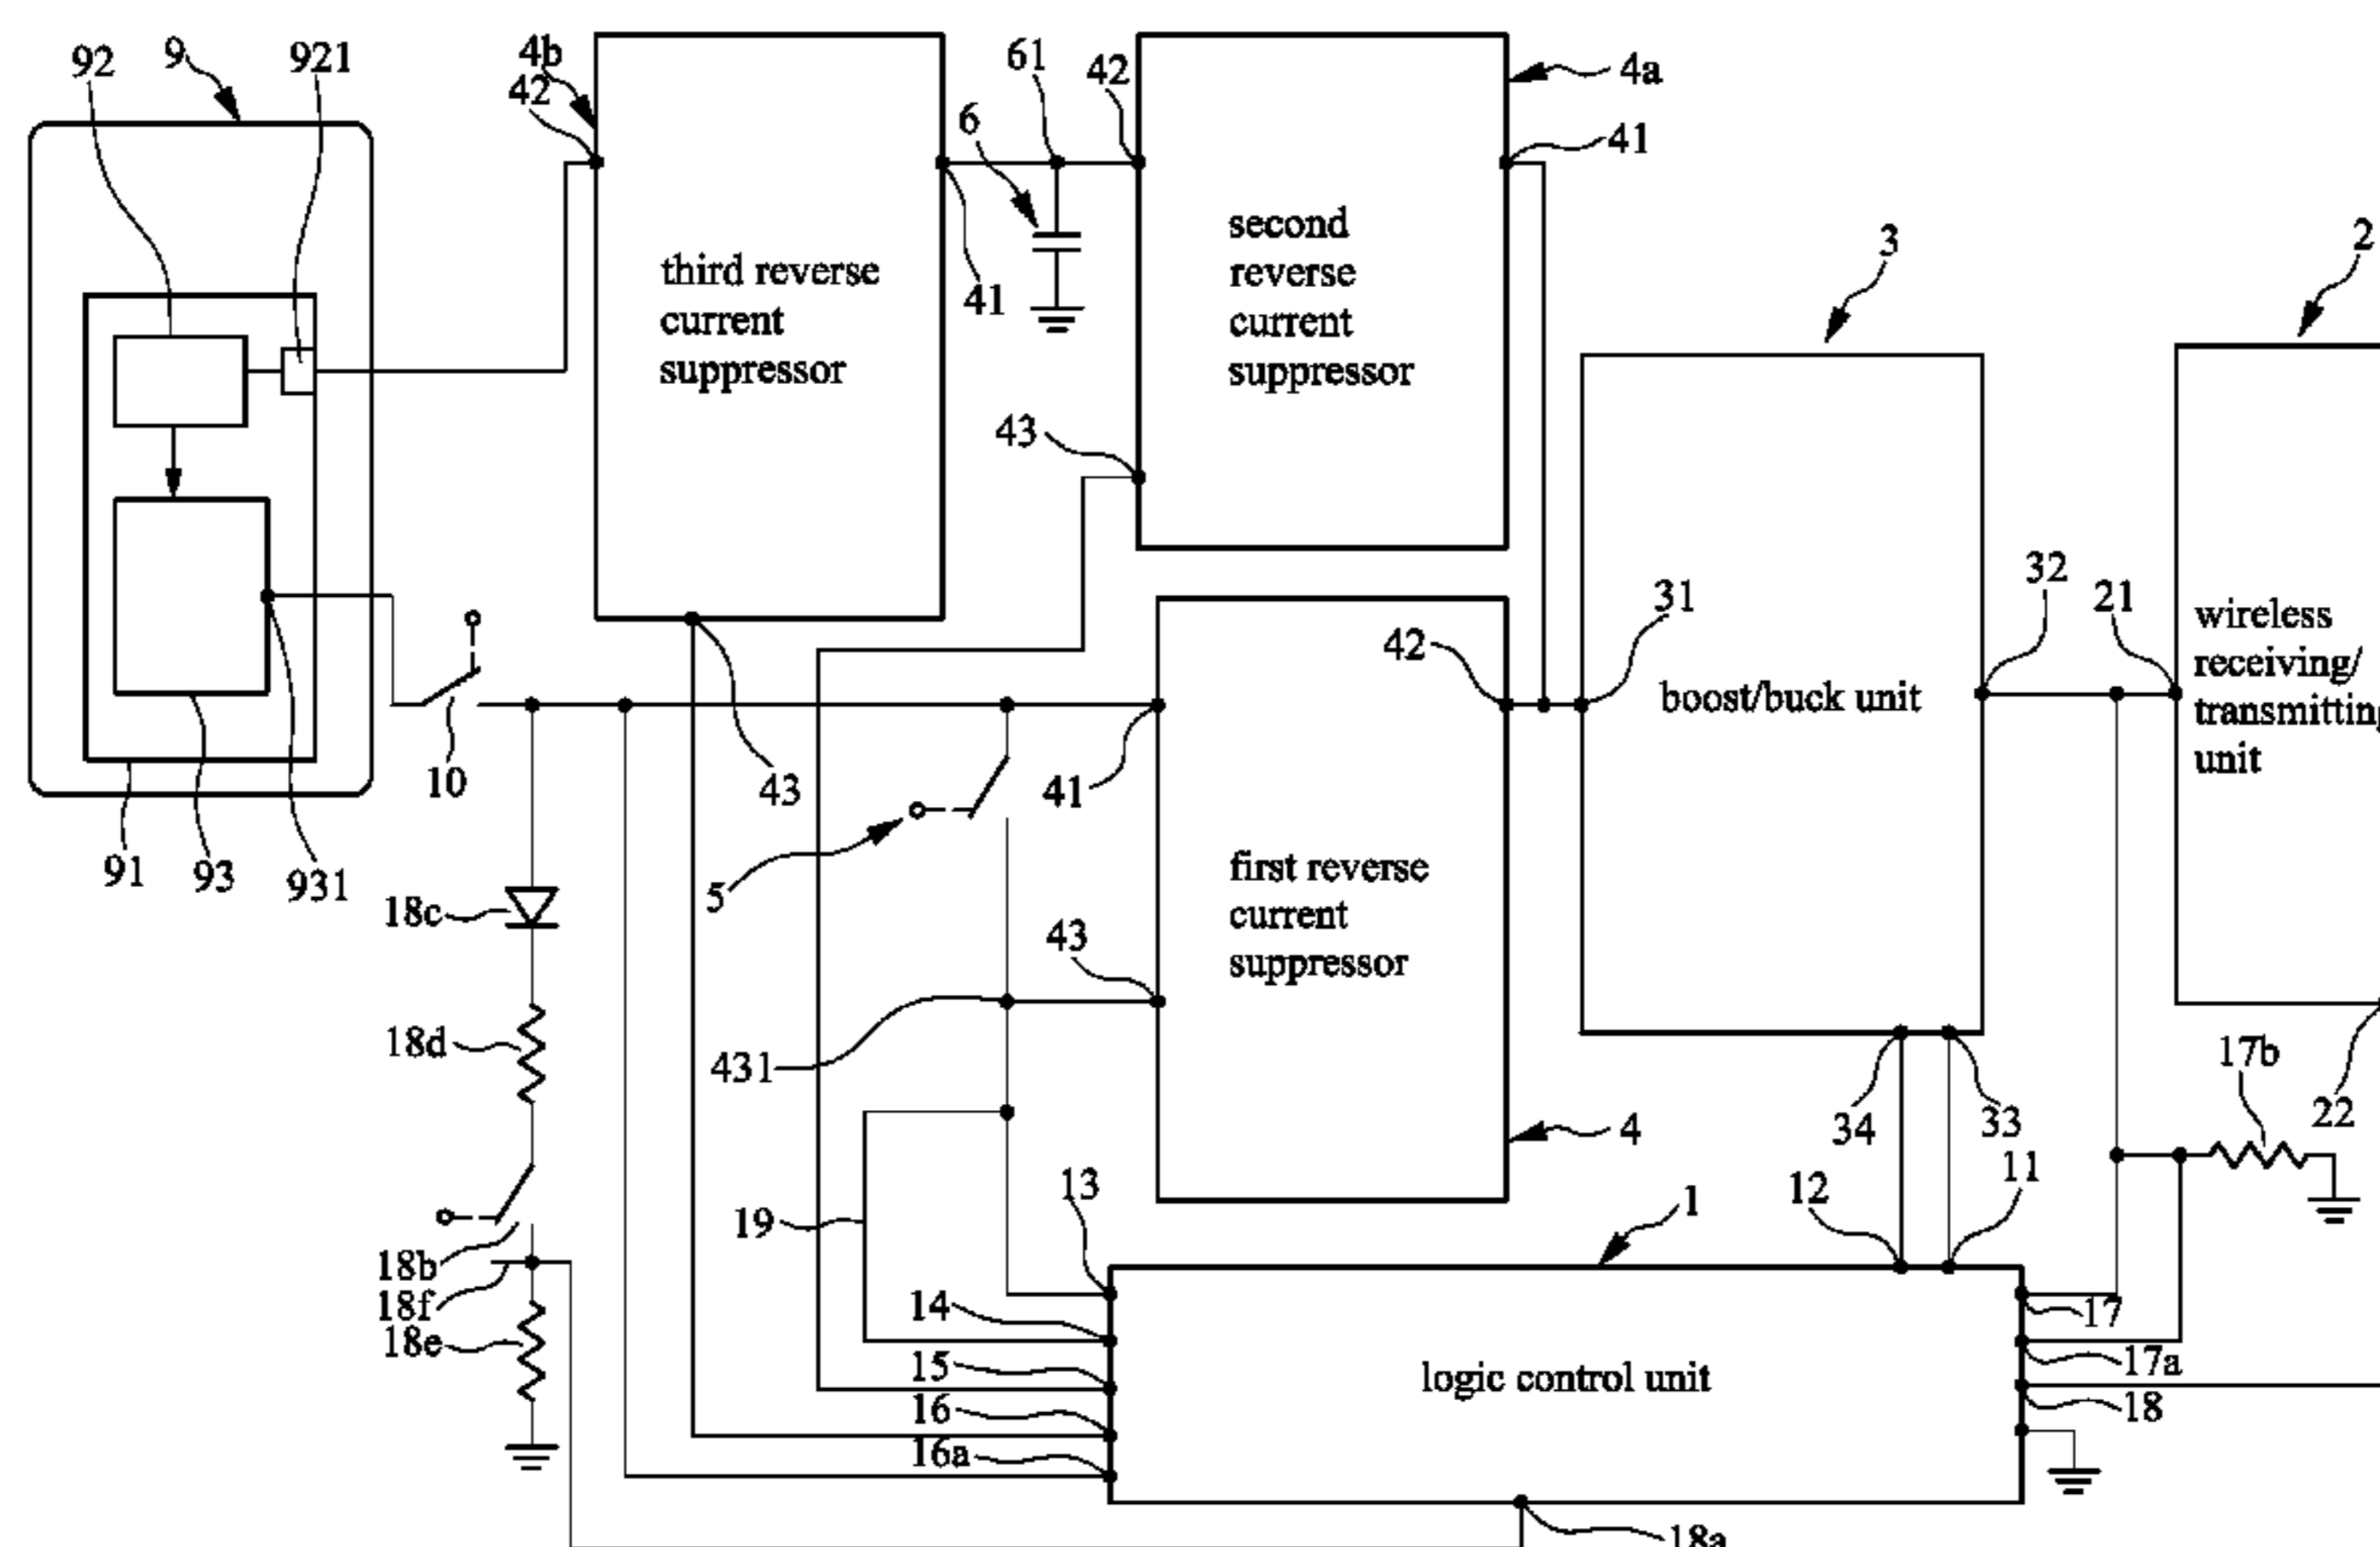 92
9
921
4b
42
61
42
4a
6
41
third reverse
current
suppressor
41
second
reverse
current
suppressor
43
3
2
31
32
21
42
boost/buck unit
wireless
receiving/
transmitting
unit
10
43
41
91
93
931
5
18c
first reverse
current
suppressor
43
18d
431
34
33
17b
22
4
13
12
11
1
19
18b
18f
18e
14
15
16
16a
logic control unit
17
17a
18
18a